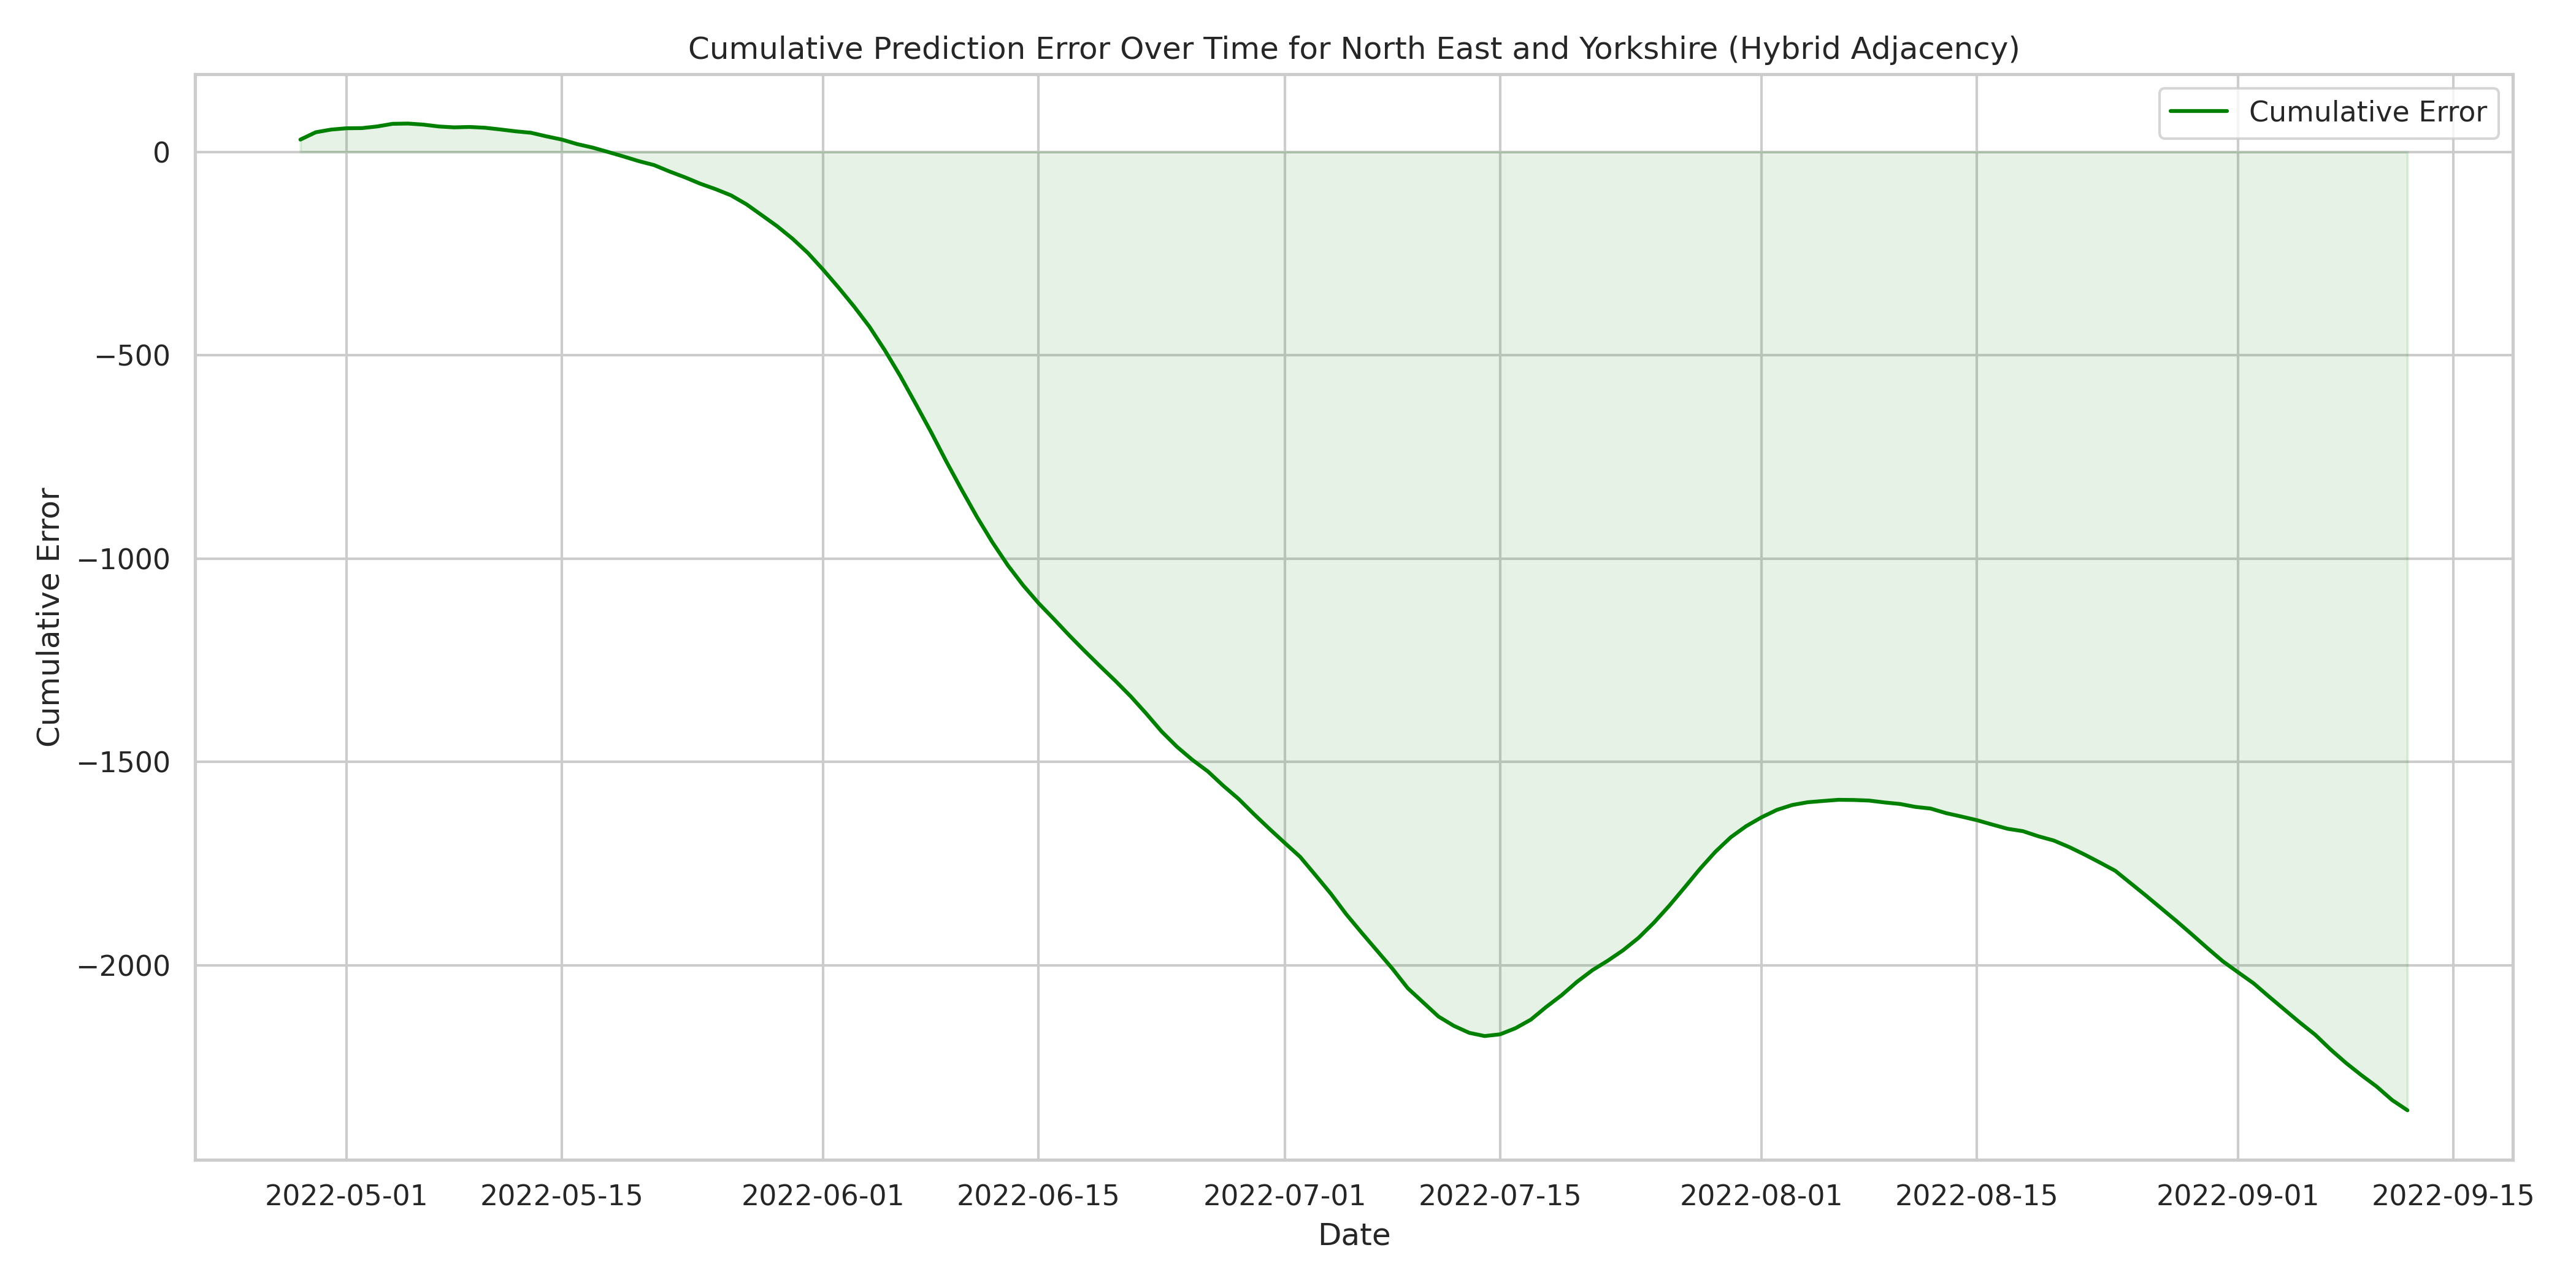 Cumulative Prediction Error Over Time for North East and Yorkshire (Hybrid Adjacency)
Cumulative Error
0
−500
−1000
−1500
−2000
Cumulative Error
2022-05-01 2022-05-15 2022-06-01 2022-06-15 2022-07-01 2022-07-15 2022-08-01 2022-08-15 2022-09-01 2022-09-15
Date